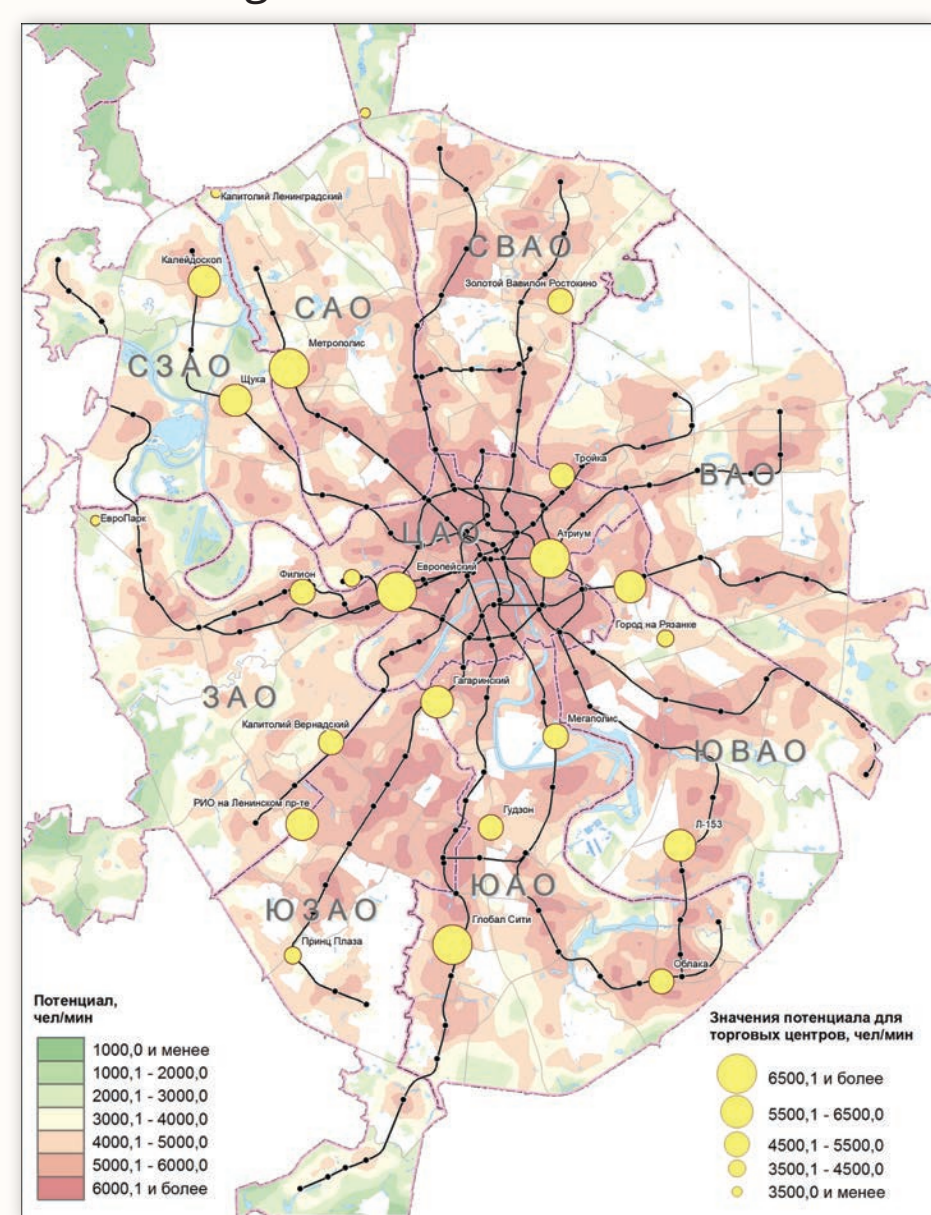 Капитолий Ленинградский
Калейдоскоп
СВАО
Золотой Вавилон Ростокино
САО
Метрополис
СЗАО
Щука
Тройка
ВАО
ЕвроПарк
ЦАО
Атриум
Европейский
Филион
Город на Рязанке
ЗАО
Гагаринский
Капитолий Вернадский
Мегаполис
ЮВАО
РИО на Ленинском пр-те
Гудзон
Л-153
ЮАО
ЮЗАО
Глобал Сити
Принц Плаза
Облака
Потенциал,
чел/мин
1000,0 и менее
1000,1 - 2000,0
2000,1 - 3000,0
3000,1 - 4000,0
4000,1 - 5000,0
5000,1 - 6000,0
6000,1 и более
Значения потенциала для
торговых центров, чел/мин
6500,1 и более
5500,1 - 6500,0
4500,1 - 5500,0
3500,1 - 4500,0
3500,0 и менее